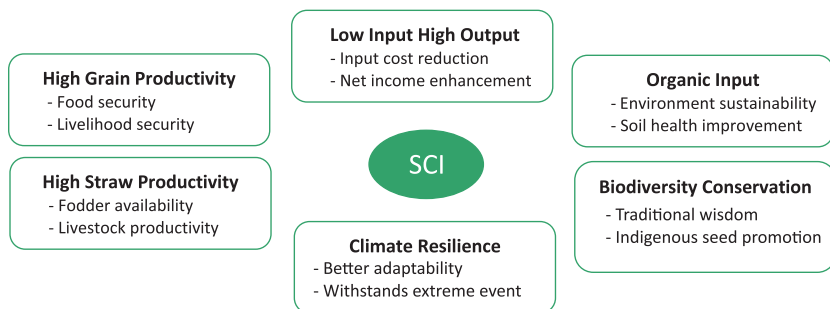 Low Input High Output
- Input cost reduction
- Net income enhancement
High Grain Productivity
- Food security
- Livelihood security
Organic Input
- Environment sustainability
- Soil health improvement
SCI
High Straw Productivity
- Fodder availability
- Livestock productivity
Biodiversity Conservation
- Traditional wisdom
- Indigenous seed promotion
Climate Resilience
- Better adaptability
- Withstands extreme event